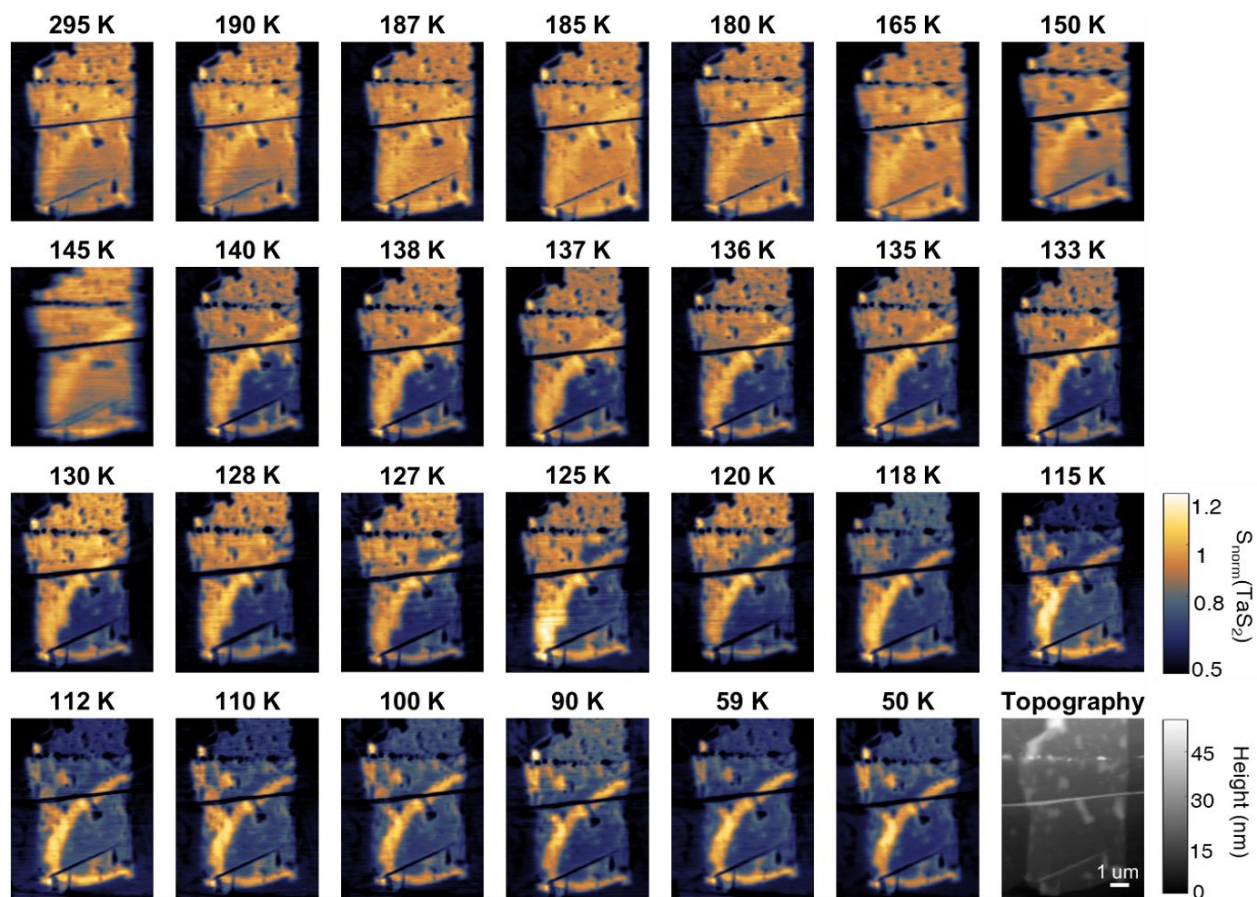 295 K 190 K 187 K 185 K 180 K 165 K 150 K
145 K 140 K 138 K 137 K 136 K 135 K 133 K
130 K 128 K 127 K 125 K 120 K 118 K 115 K
1.2
1
0.8
0.5
Snorm(TaS2)
112 K 110 K 100 K 90 K 59 K 50 K Topography
45
30
15
0
Height (nm)
1 um